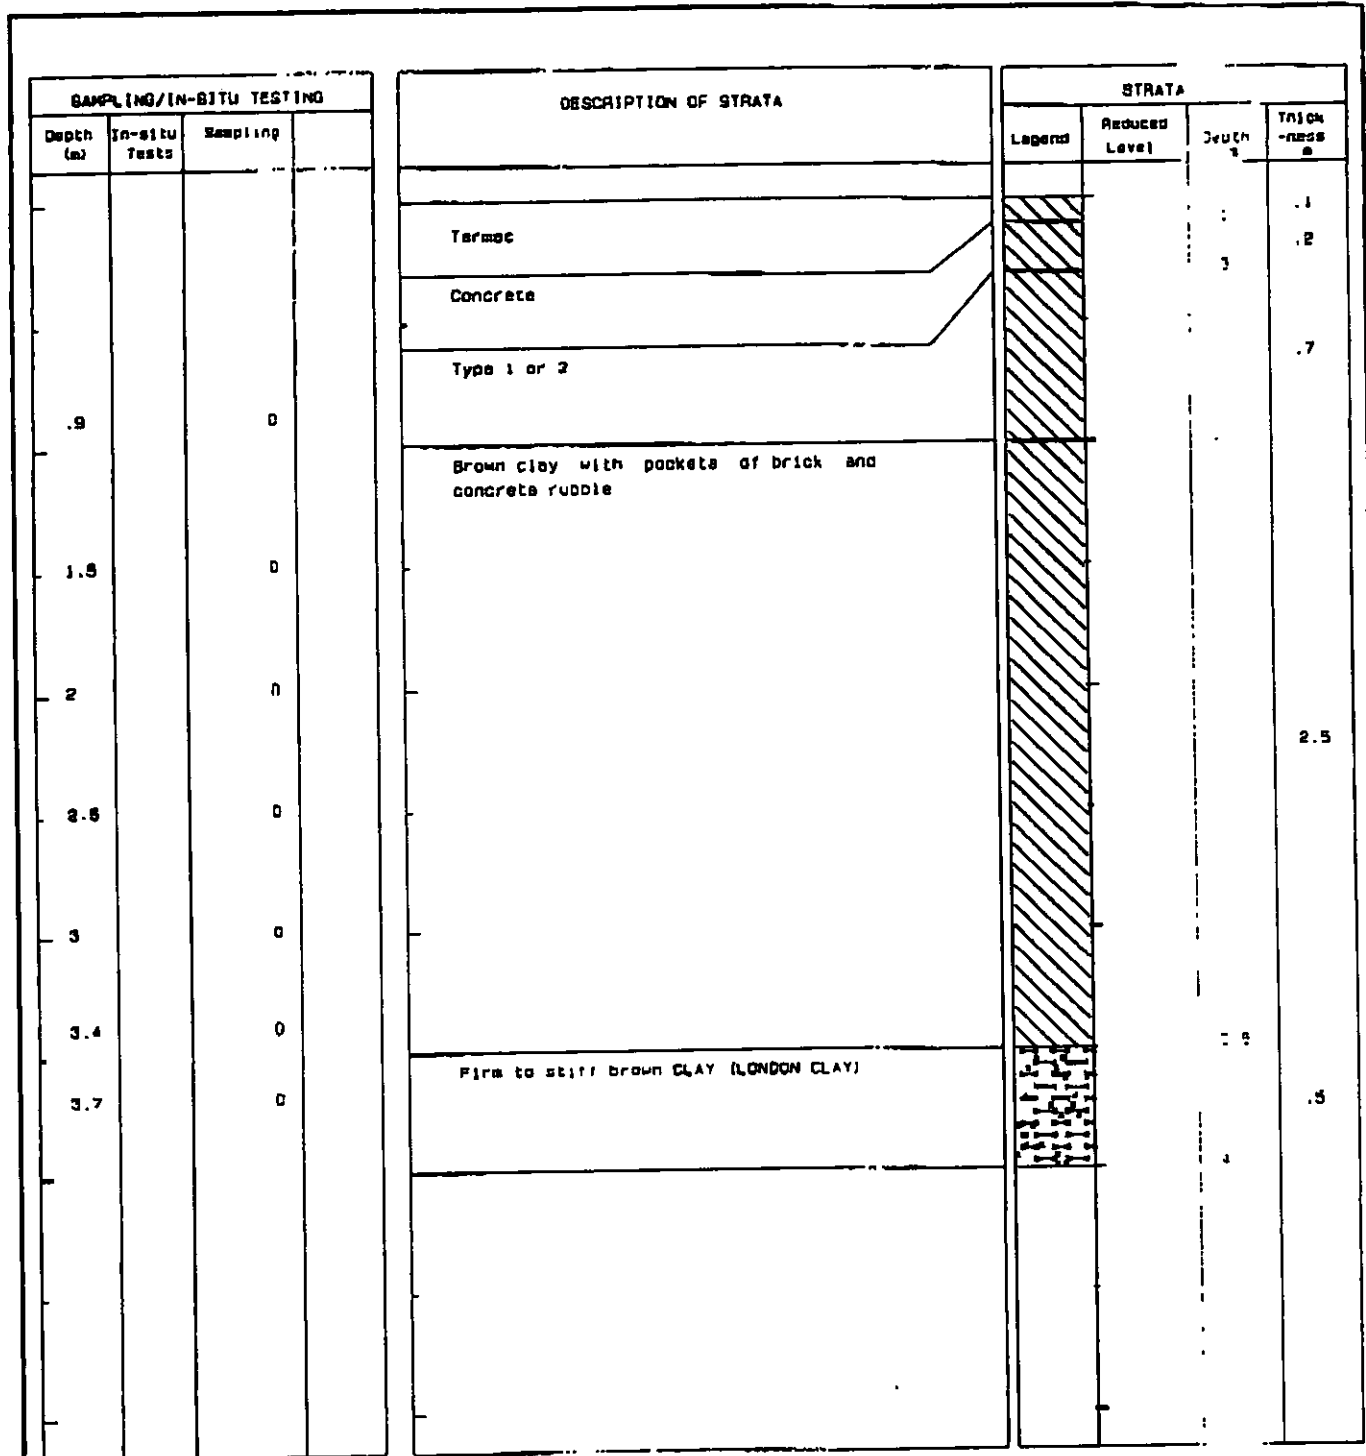 SAMPLING/IN-SITU TESTING
Depth (m)
In-situ Tests
Sampling
DESCRIPTION OF STRATA
STRATA
Legend
Reduced Level
Depth
Thick-ness m
Tarmac
.1
Concrete
.2
3
Type 1 or 2
.7
.9 D
Brown clay with pockets of brick and
concrete rubble
1.5 D
2 D
2.5
2.5 D
3 D
3.4 D
Firm to stiff brown CLAY (LONDON CLAY)
3.7 D
.5
4